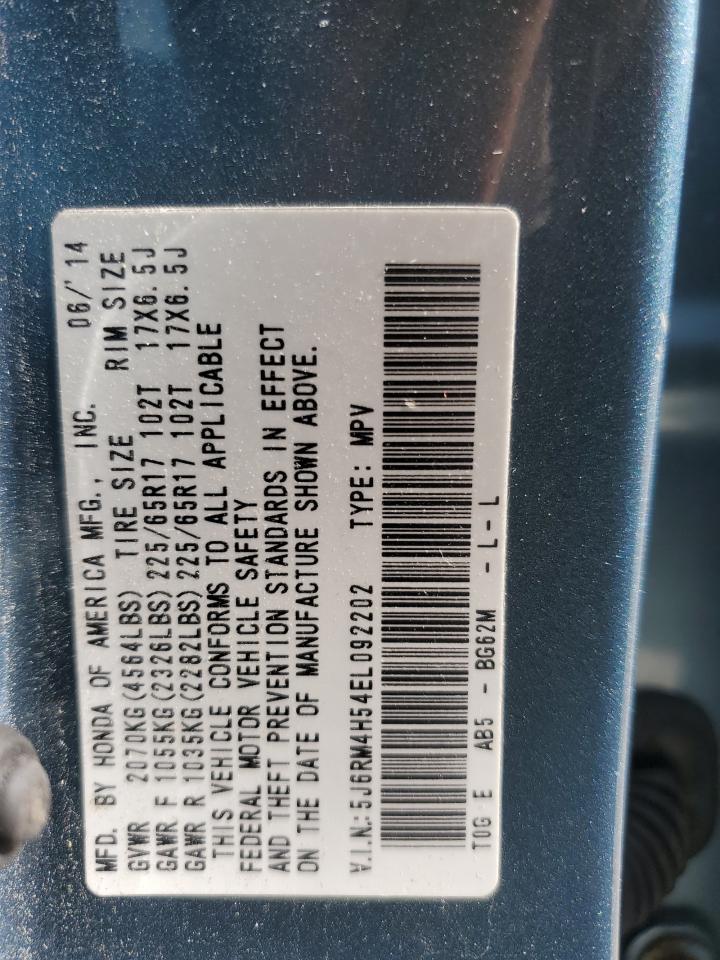 MFD. BY HONDA OF AMERICA MFG., INC. 06/'14
GVWR 2070KG(4564LBS) TIRE SIZE RIM SIZE
GAWR F 1055KG(2326LBS)225/65R17 102T 17X6.5J
GAWR R 1035KG(2282LBS)225/65R17 102T 17X6.5J
THIS VEHICLE CONFORMS TO ALL APPLICABLE
FEDERAL MOTOR VEHICLE SAFETY
AND THEFT PREVENTION STANDARDS IN EFFECT
ON THE DATE OF MANUFACTURE SHOWN ABOVE.
V.I.N.:5J6RM4H54EL092202 TYPE: MPV
T0G E AB5 - BG62M - L - L